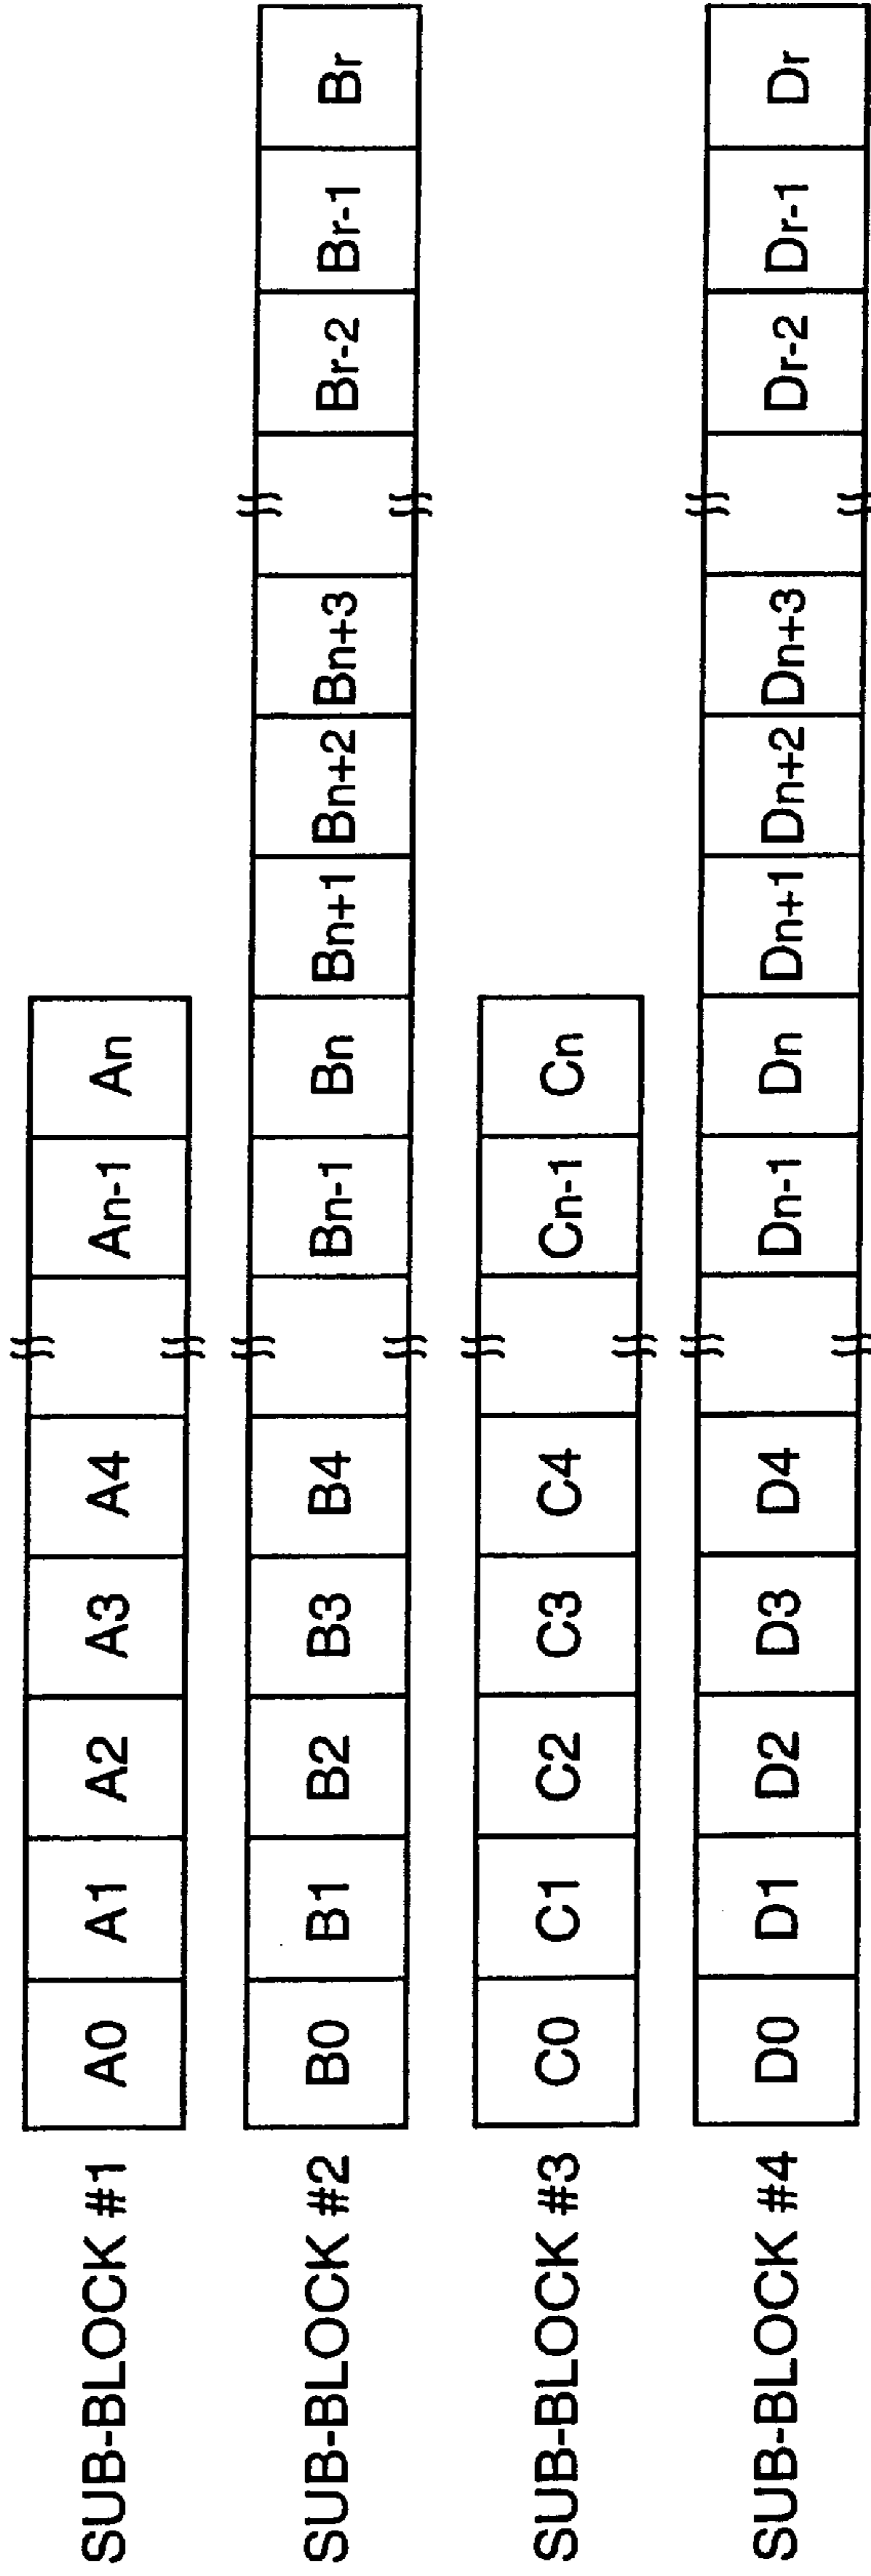 SUB-BLOCK #1 A0 A1 A2 A3 A4 An-1 An
SUB-BLOCK #2 B0 B1 B2 B3 B4 Bn-1 Bn Bn+1 Bn+2 Bn+3 Br-2 Br-1 Br
SUB-BLOCK #3 C0 C1 C2 C3 C4 Cn-1 Cn
SUB-BLOCK #4 D0 D1 D2 D3 D4 Dn-1 Dn Dn+1 Dn+2 Dn+3 Dr-2 Dr-1 Dr